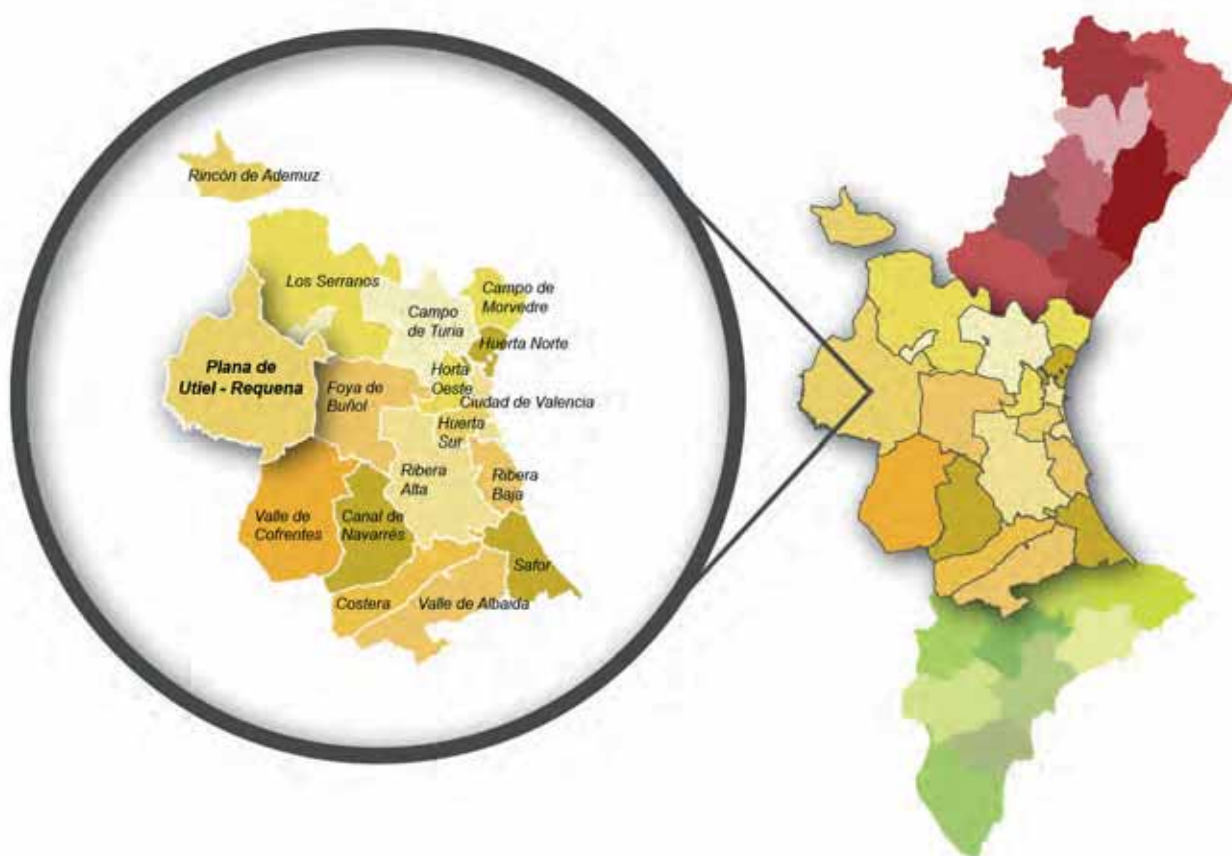 Rincón de Ademuz
Los Serranos
Campo de
Morvedre
Campo
de Turia
Huerta Norte
Plana de
Utiel - Requena
Foya de
Buñol
Horta
Oeste
Ciudad de Valencia
Huerta
Sur
Ribera
Alta
Ribera
Baja
Valle de
Cofrentes
Canal de
Navarrés
Safor
Costera
Valle de Albaida